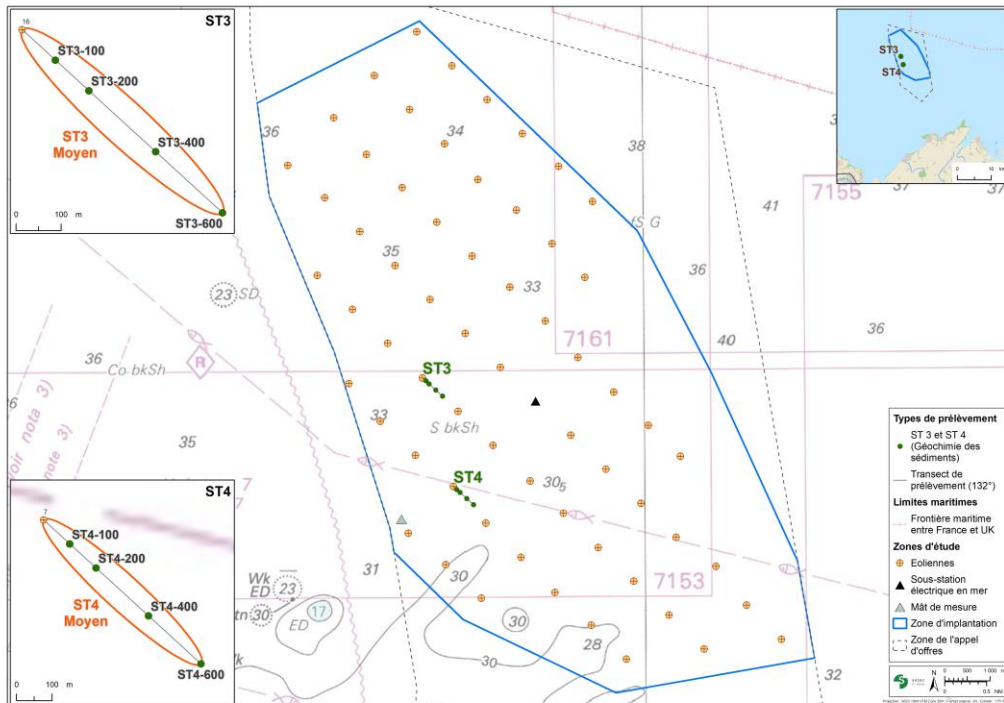 16
ST3
ST3-100
ST3-200
ST3
Moyen
ST3-400
ST3-600
0
100
m
ST3
ST4
0
10
36
34
38
41
7155
37
37
fS G
35
33
36
23
SD
7161
40
36
36
Co bkSh
R
ST3
33
S bkSh
35
ST4
30₅
7
ST4
ST4-100
ST4-200
ST4
Moyen
ST4-400
ST4-600
0
100
m
31
Wk
ED
23
30
17
ED
30
30
30
28
7153
32
Types de prélèvement
ST 3 et ST 4
(Géochimie des
sédiments)
Transect de
prélèvement (132°)
Limites maritimes
Frontière maritime
entre France et UK
Zones d'étude
Eoliennes
Sous-station
électrique en mer
Mât de mesure
Zone d'implantation
Zone de l'appel
d'offres
N
0
500
0
0.5 NM